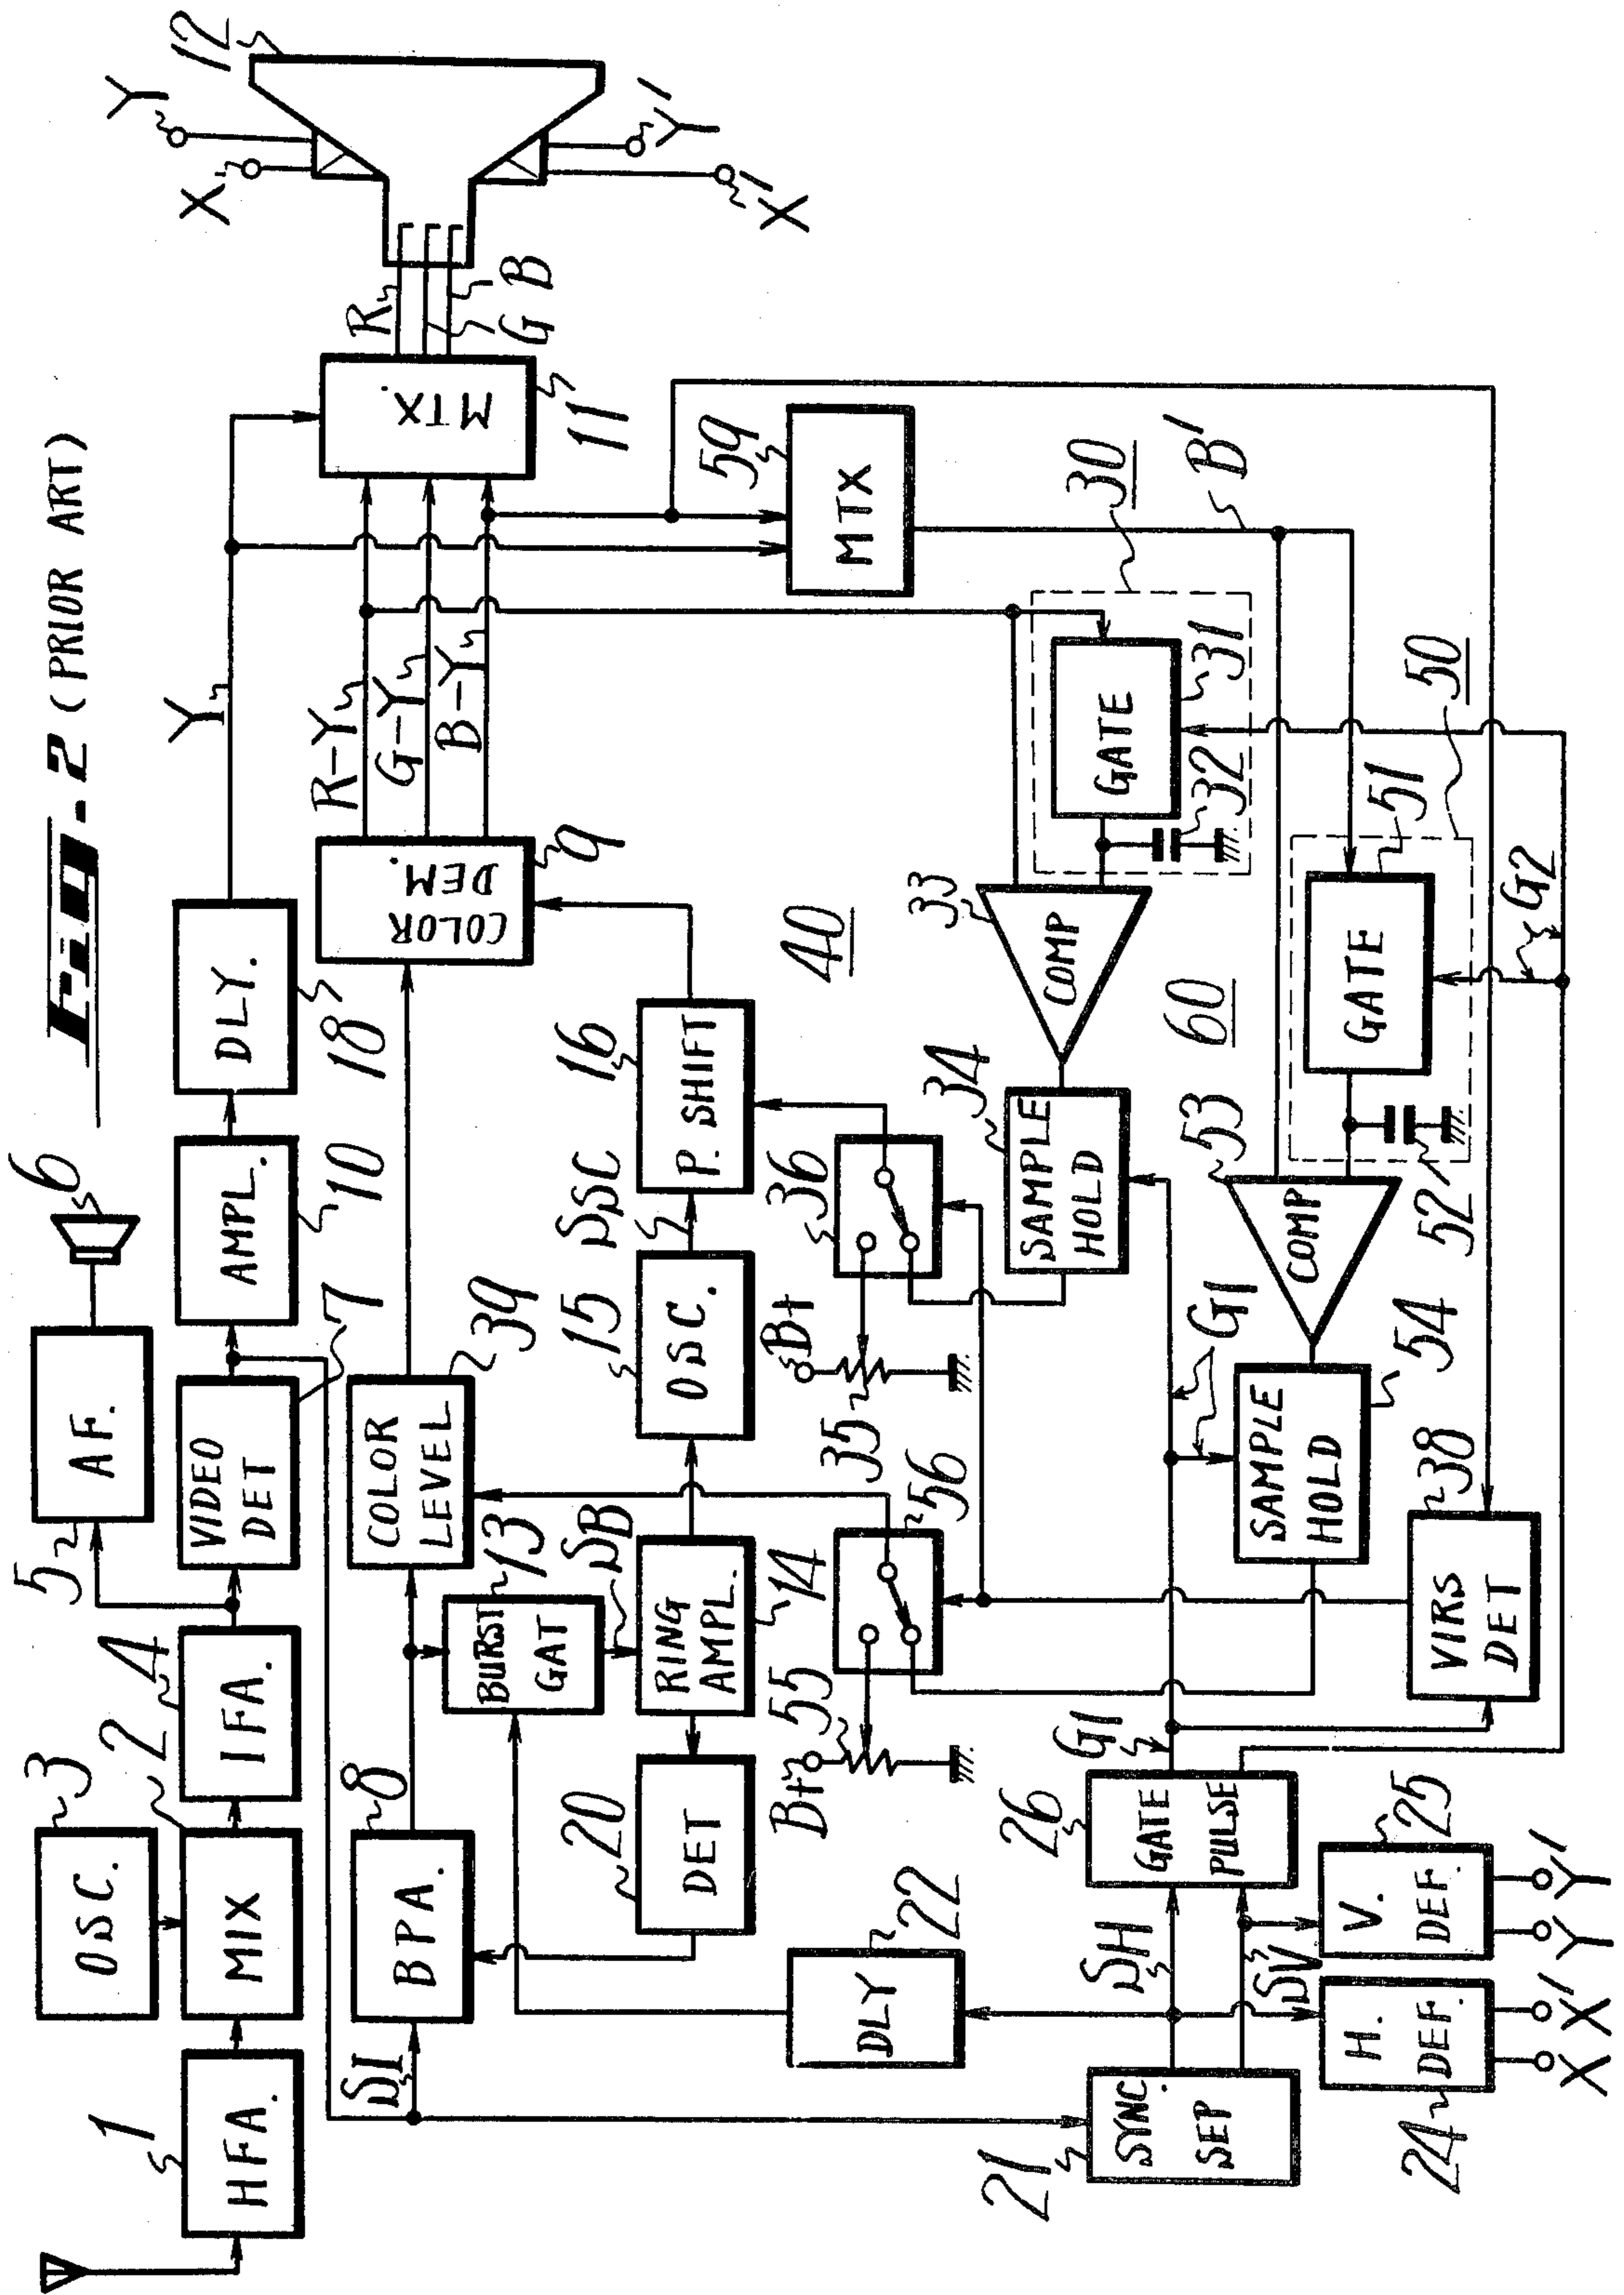 FIG-2 (PRIOR ART)
1
HFA.
OSC.
3
MIX
2
IFA.
4
5
AF.
6
VIDEO
DET
7
AMPL.
10
DLY.
18
Y
12
X
Y
X'
Y'
R
G
B
MTX.
11
R-Y
G-Y
B-Y
COLOR
DEM.
9
COLOR
LEVEL
39
BPA.
8
SI
BURST
GAT
13
SB
RING
AMPL.
14
DET
20
OSC.
15
SSC
P. SHIFT
16
40
36
B+
35
56
B+
55
MTX
59
B'
30
GATE
31
32
COMP
33
SAMPLE
HOLD
34
60
50
GATE
51
52
G2
COMP
53
SAMPLE
HOLD
54
G1
VIRS
DET
38
G1
GATE
PULSE
26
DLY
22
SH
SV
SYNC.
SEP
21
H.
DEF.
24
V.
DEF.
25
X X' Y Y'